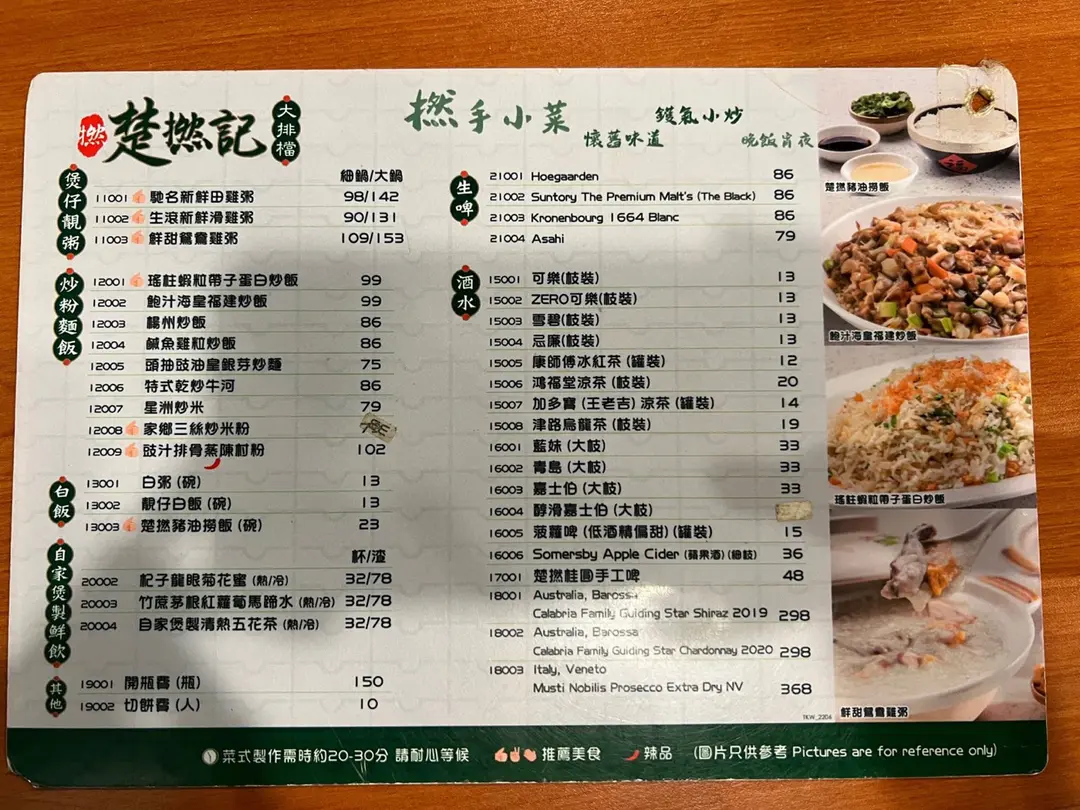 撚 楚撚記 大排檔
撚手小菜
懷舊味道
鑊氣小炒
晚飯宵夜
煲仔靚粥
細鍋/大鍋
11001 馳名新鮮田雞粥 98/142
11002 生滾新鮮滑雞粥 90/131
11003 鮮甜鴛鴦雞粥 109/153
炒粉麵飯
12001 瑤柱蝦粒帶子蛋白炒飯 99
12002 鮑汁海皇福建炒飯 99
12003 楊州炒飯 86
12004 鹹魚雞粒炒飯 86
12005 頭抽豉油皇銀芽炒麵 75
12006 特式乾炒牛河 86
12007 星洲炒米 79
12008 家鄉三絲炒米粉
12009 豉汁排骨蒸陳村粉 102
白飯
13001 白粥 (碗) 13
13002 靚仔白飯 (碗) 13
13003 楚撚豬油撈飯 (碗) 23
自家煲製鮮飲
杯/渣
20002 杞子龍眼菊花蜜 (熱/冷) 32/78
20003 竹蔗茅根紅蘿蔔馬蹄水 (熱/冷) 32/78
20004 自家煲製清熱五花茶 (熱/冷) 32/78
其他
19001 開瓶費 (瓶) 150
19002 切餅費 (人) 10
生啤
21001 Hoegaarden 86
21002 Suntory The Premium Malt's (The Black) 86
21003 Kronenbourg 1664 Blanc 86
21004 Asahi 79
酒水
15001 可樂(枝裝) 13
15002 ZERO可樂(枝裝) 13
15003 雪碧(枝裝) 13
15004 忌廉(枝裝) 13
15005 康師傅冰紅茶 (罐裝) 12
15006 鴻福堂涼茶 (枝裝) 20
15007 加多寶 (王老吉) 涼茶 (罐裝) 14
15008 津路烏龍茶 (枝裝) 19
16001 藍妹 (大枝) 33
16002 青島 (大枝) 33
16003 嘉士伯 (大枝) 33
16004 醇滑嘉士伯 (大枝)
16005 菠蘿啤 (低酒精偏甜) (罐裝) 15
16006 Somersby Apple Cider (蘋果酒) (細枝) 36
17001 楚撚桂圓手工啤 48
18001 Australia, Barossa
Calabria Family Guiding Star Shiraz 2019 298
18002 Australia, Barossa
Calabria Family Guiding Star Chardonnay 2020 298
18003 Italy, Veneto
Musti Nobilis Prosecco Extra Dry NV 368
TKW_2206
楚撚豬油撈飯
鮑汁海皇福建炒飯
瑤柱蝦粒帶子蛋白炒飯
鮮甜鴛鴦雞粥
菜式製作需時約20-30分 請耐心等候 推薦美食 辣品 (圖片只供參考 Pictures are for reference only)